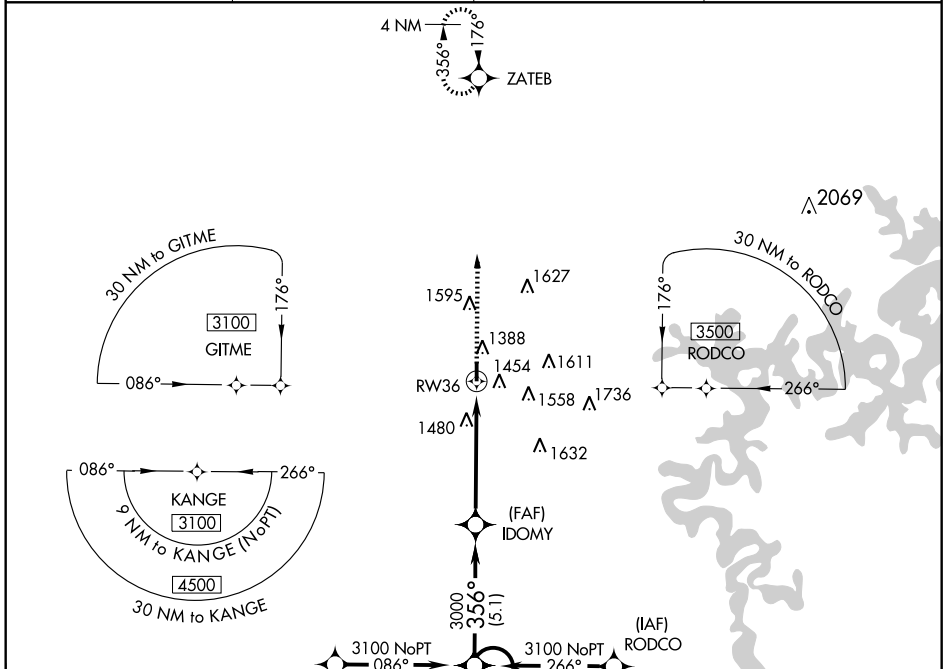 4 NM
176°
356°
ZATEB
2069
30 NM to GITME
176°
3100
GITME
086°
30 NM to RODCO
176°
3500
RODCO
266°
1627
1595
1388
1454
1611
RW36
1558
1736
1480
1632
086°
266°
KANGE
3100
9 NM to KANGE (NoPT)
4500
30 NM to KANGE
(FAF)
IDOMY
3000
356°
(5.1)
(IAF)
RODCO
3100 NoPT
086°
3100 NoPT
266°